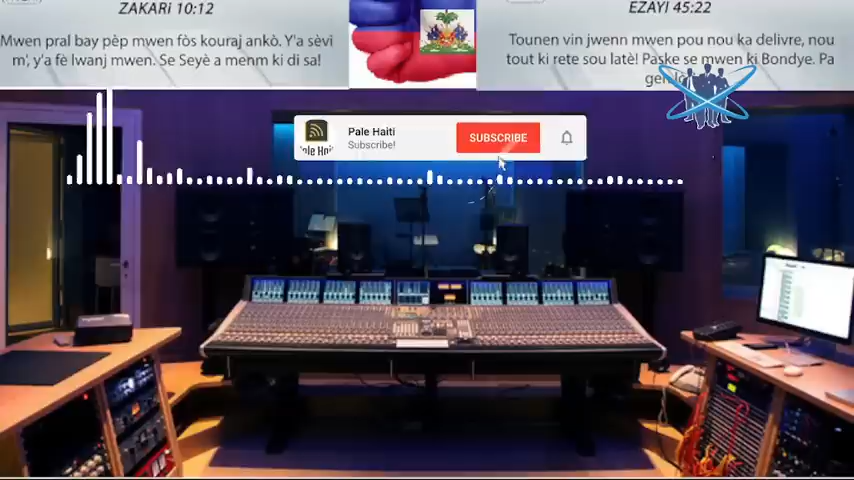 ZAKARI 10:12
Mwen pral bay pèp mwen fòs kouraj ankò. Y'a sèvi
m', y'a fè lwanj mwen. Se Seyè a menm ki di sa!
EZAYI 45:22
Tounen vin jwenn mwen pou nou ka delivre, nou
tout ki rete sou latè! Paske se mwen ki Bondye. Pa
gen
Pale Haiti
Subscribe!
SUBSCRIBE